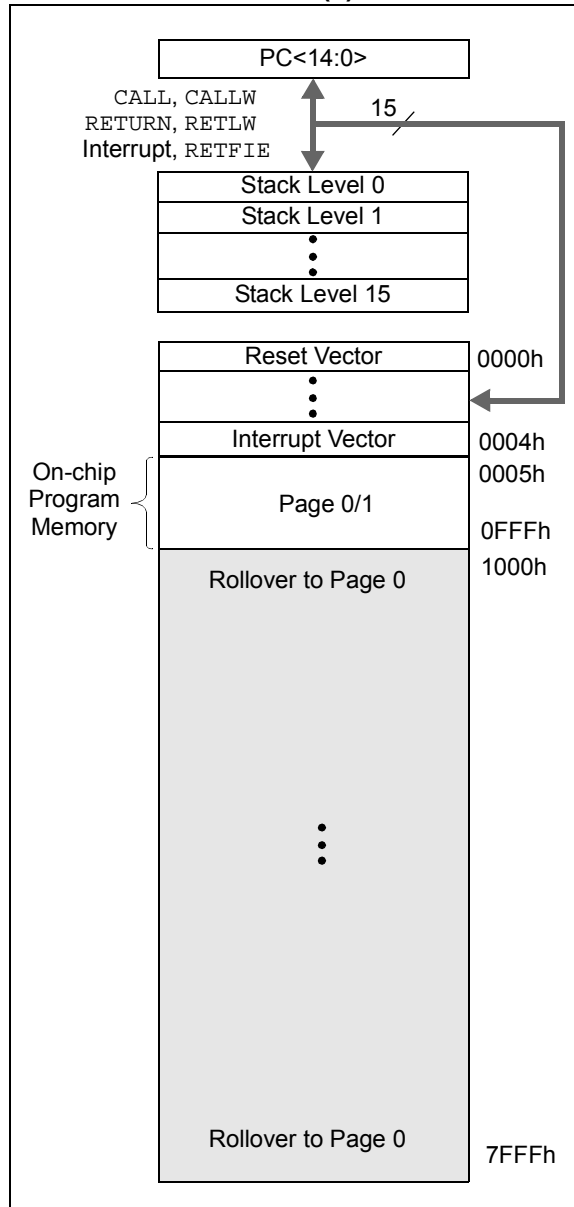 PC<14:0>
CALL, CALLW
RETURN, RETLW
Interrupt, RETFIE
15
Stack Level 0
Stack Level 1
Stack Level 15
Reset Vector
0000h
Interrupt Vector
0004h
On-chip
Program
Memory
Page 0/1
0005h
0FFFh
Rollover to Page 0
1000h
Rollover to Page 0
7FFFh